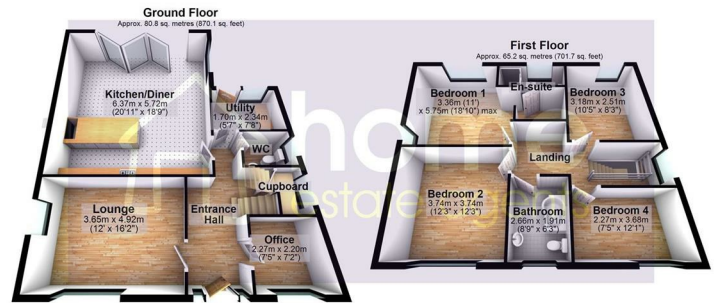 Ground Floor
Approx. 80.8 sq. metres (870.1 sq. feet)
Kitchen/Diner
6.37m x 5.72m
(20'11" x 18'9")
Utility
1.70m x 2.34m
(5'7" x 7'8")
WC
Cupboard
Lounge
3.65m x 4.92m
(12' x 16'2")
Entrance
Hall
Office
2.27m x 2.20m
(7'5" x 7'2")
First Floor
Approx. 65.2 sq. metres (701.7 sq. feet)
Bedroom 1
3.36m (11')
x 5.75m (18'10") max
En-suite
Bedroom 3
3.18m x 2.51m
(10'5" x 8'3")
Landing
Bedroom 2
3.74m x 3.74m
(12'3" x 12'3")
Bathroom
2.66m x 1.91m
(8'9" x 6'3")
Bedroom 4
2.27m x 3.68m
(7'5" x 12'1")
home
estate agents